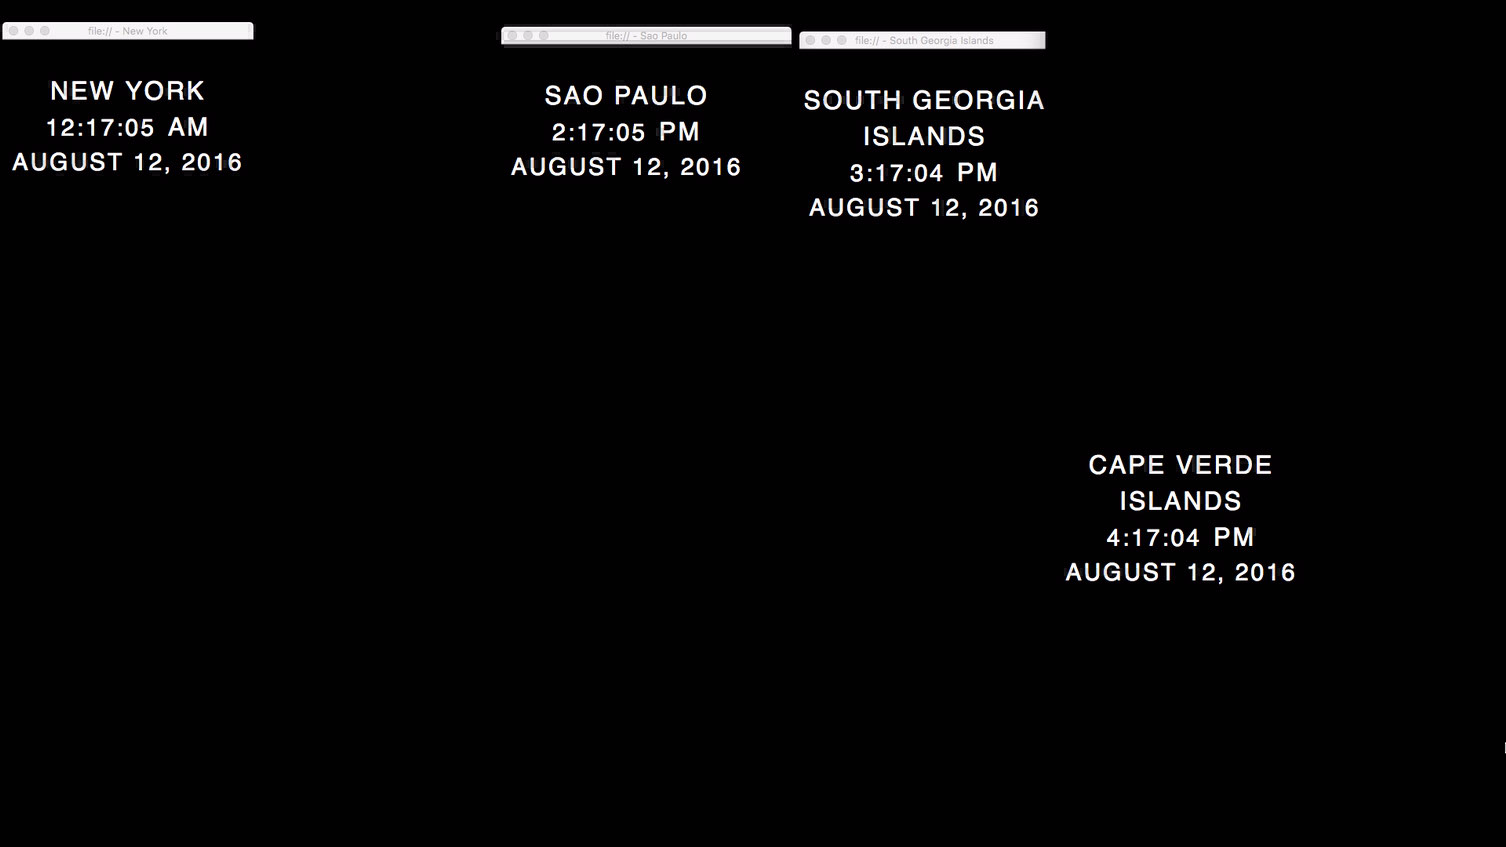 file:// - New York
NEW YORK
12:17:05 AM
AUGUST 12, 2016
file:// - Sao Paulo
SAO PAULO
2:17:05 PM
AUGUST 12, 2016
file:// - South Georgia Islands
SOUTH GEORGIA
ISLANDS
3:17:04 PM
AUGUST 12, 2016
CAPE VERDE
ISLANDS
4:17:04 PM
AUGUST 12, 2016